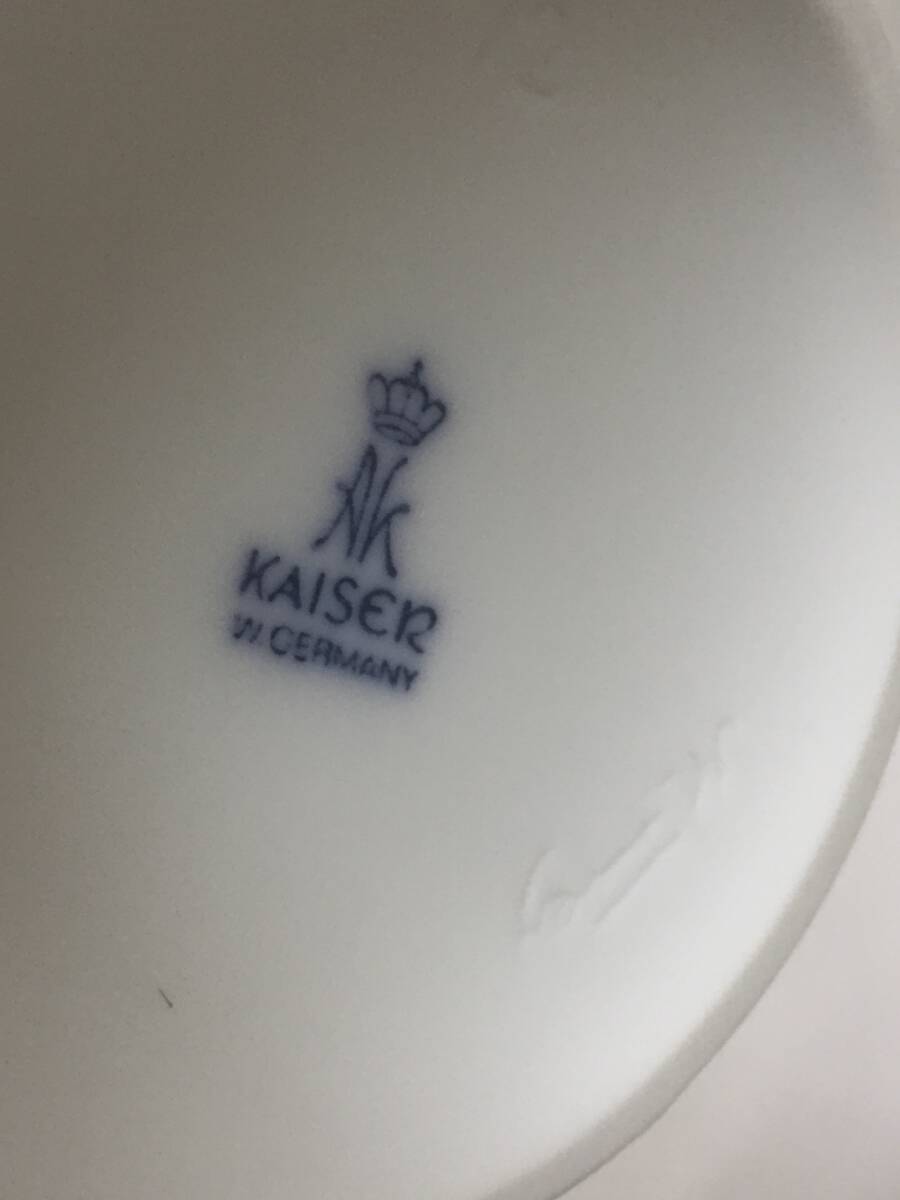 AK
KAISER
W. GERMANY